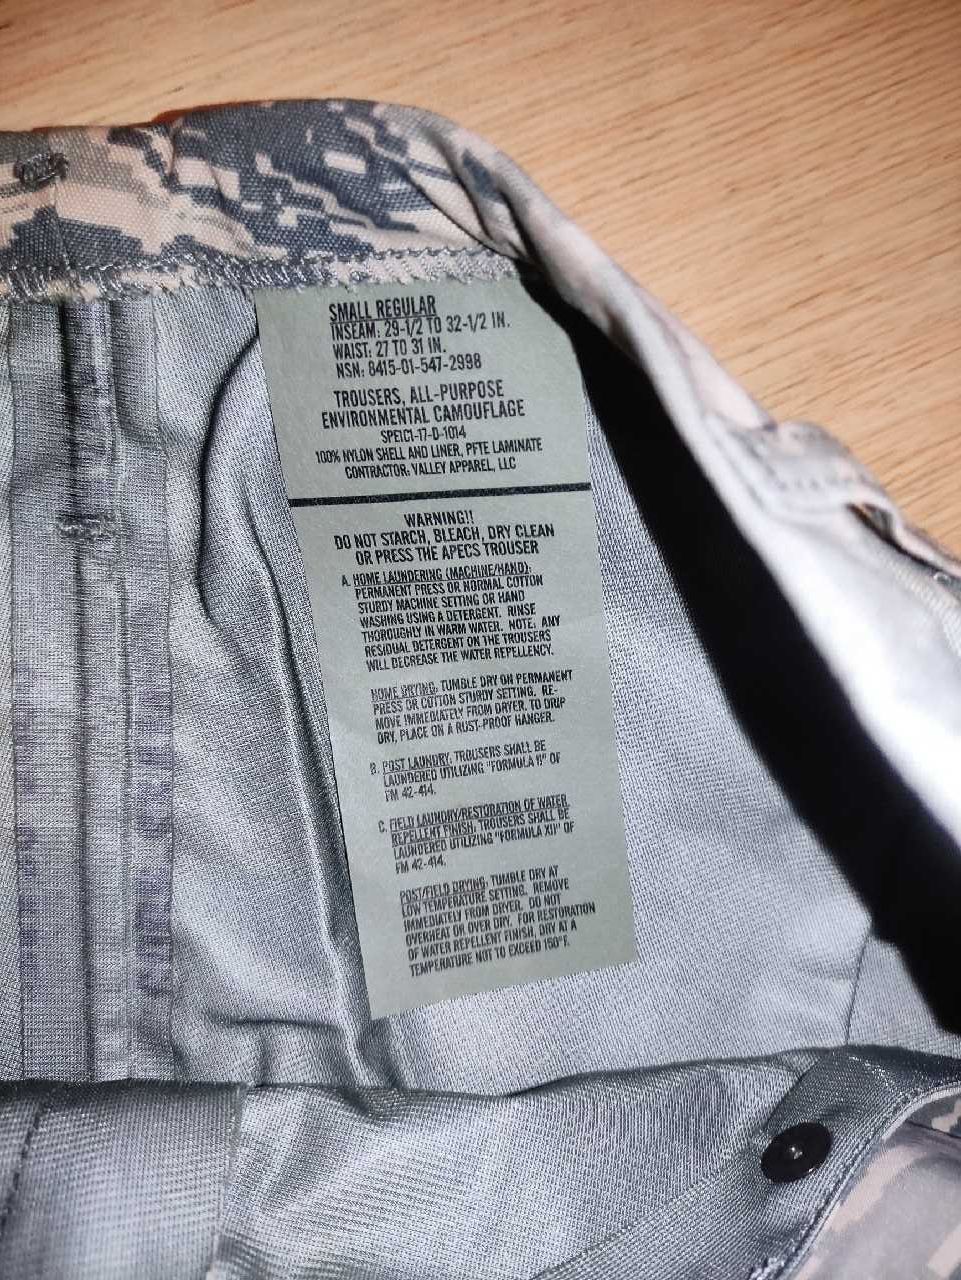 SMALL REGULAR
INSEAM: 29-1/2 TO 32-1/2 IN.
WAIST: 27 TO 31 IN.
NSN: 8415-01-547-2998
TROUSERS, ALL-PURPOSE
ENVIRONMENTAL CAMOUFLAGE
SPE1C1-17-D-1014
100% NYLON SHELL AND LINER, PFTE LAMINATE
CONTRACTOR: VALLEY APPAREL, LLC
WARNING!!
DO NOT STARCH, BLEACH, DRY CLEAN
OR PRESS THE APECS TROUSER
A. HOME LAUNDERING (MACHINE/HAND).
PERMANENT PRESS OR NORMAL COTTON
STURDY MACHINE SETTING OR HAND
WASHING USING A DETERGENT. RINSE
THOROUGHLY IN WARM WATER. NOTE. ANY
RESIDUAL DETERGENT ON THE TROUSERS
WILL DECREASE THE WATER REPELLENCY.
HOME DRYING. TUMBLE DRY ON PERMANENT
PRESS OR COTTON STURDY SETTING. RE-
MOVE IMMEDIATELY FROM DRYER. TO DRIP
DRY, PLACE ON A RUST-PROOF HANGER.
B. POST LAUNDRY. TROUSERS SHALL BE
LAUNDERED UTILIZING "FORMULA II" OF
FM 42-414.
C. FIELD LAUNDRY/RESTORATION OF WATER
REPELLENT FINISH. TROUSERS SHALL BE
LAUNDERED UTILIZING "FORMULA XII" OF
FM 42-414.
POST/FIELD DRYING. TUMBLE DRY AT
LOW TEMPERATURE SETTING. REMOVE
IMMEDIATELY FROM DRYER. DO NOT
OVERHEAT OR OVER DRY. FOR RESTORATION
OF WATER REPELLENT FINISH, DRY AT A
TEMPERATURE NOT TO EXCEED 150°F.